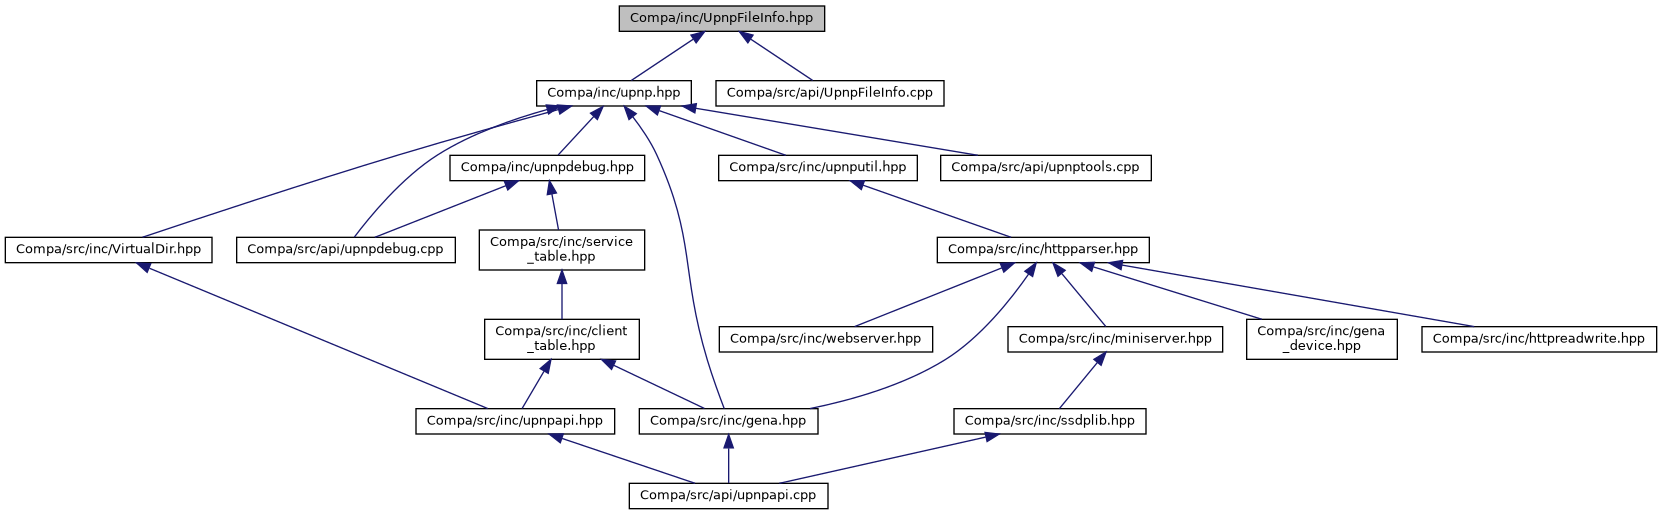 Compa/inc/UpnpFileInfo.hpp
Compa/inc/upnp.hpp
Compa/src/api/UpnpFileInfo.cpp
Compa/inc/upnpdebug.hpp
Compa/src/inc/upnputil.hpp
Compa/src/api/upnptools.cpp
Compa/src/inc/VirtualDir.hpp
Compa/src/api/upnpdebug.cpp
Compa/src/inc/service
_table.hpp
Compa/src/inc/httpparser.hpp
Compa/src/inc/client
_table.hpp
Compa/src/inc/webserver.hpp
Compa/src/inc/miniserver.hpp
Compa/src/inc/gena
_device.hpp
Compa/src/inc/httpreadwrite.hpp
Compa/src/inc/upnpapi.hpp
Compa/src/inc/gena.hpp
Compa/src/inc/ssdplib.hpp
Compa/src/api/upnpapi.cpp